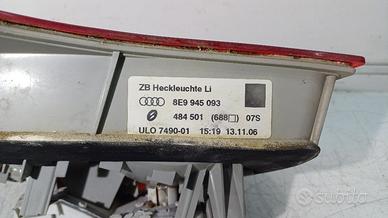 ZB Heckleuchte Li
8E9 945 093
484 501 (688□) 07S
ULO 7490-01 15:19 13.11.06
subito